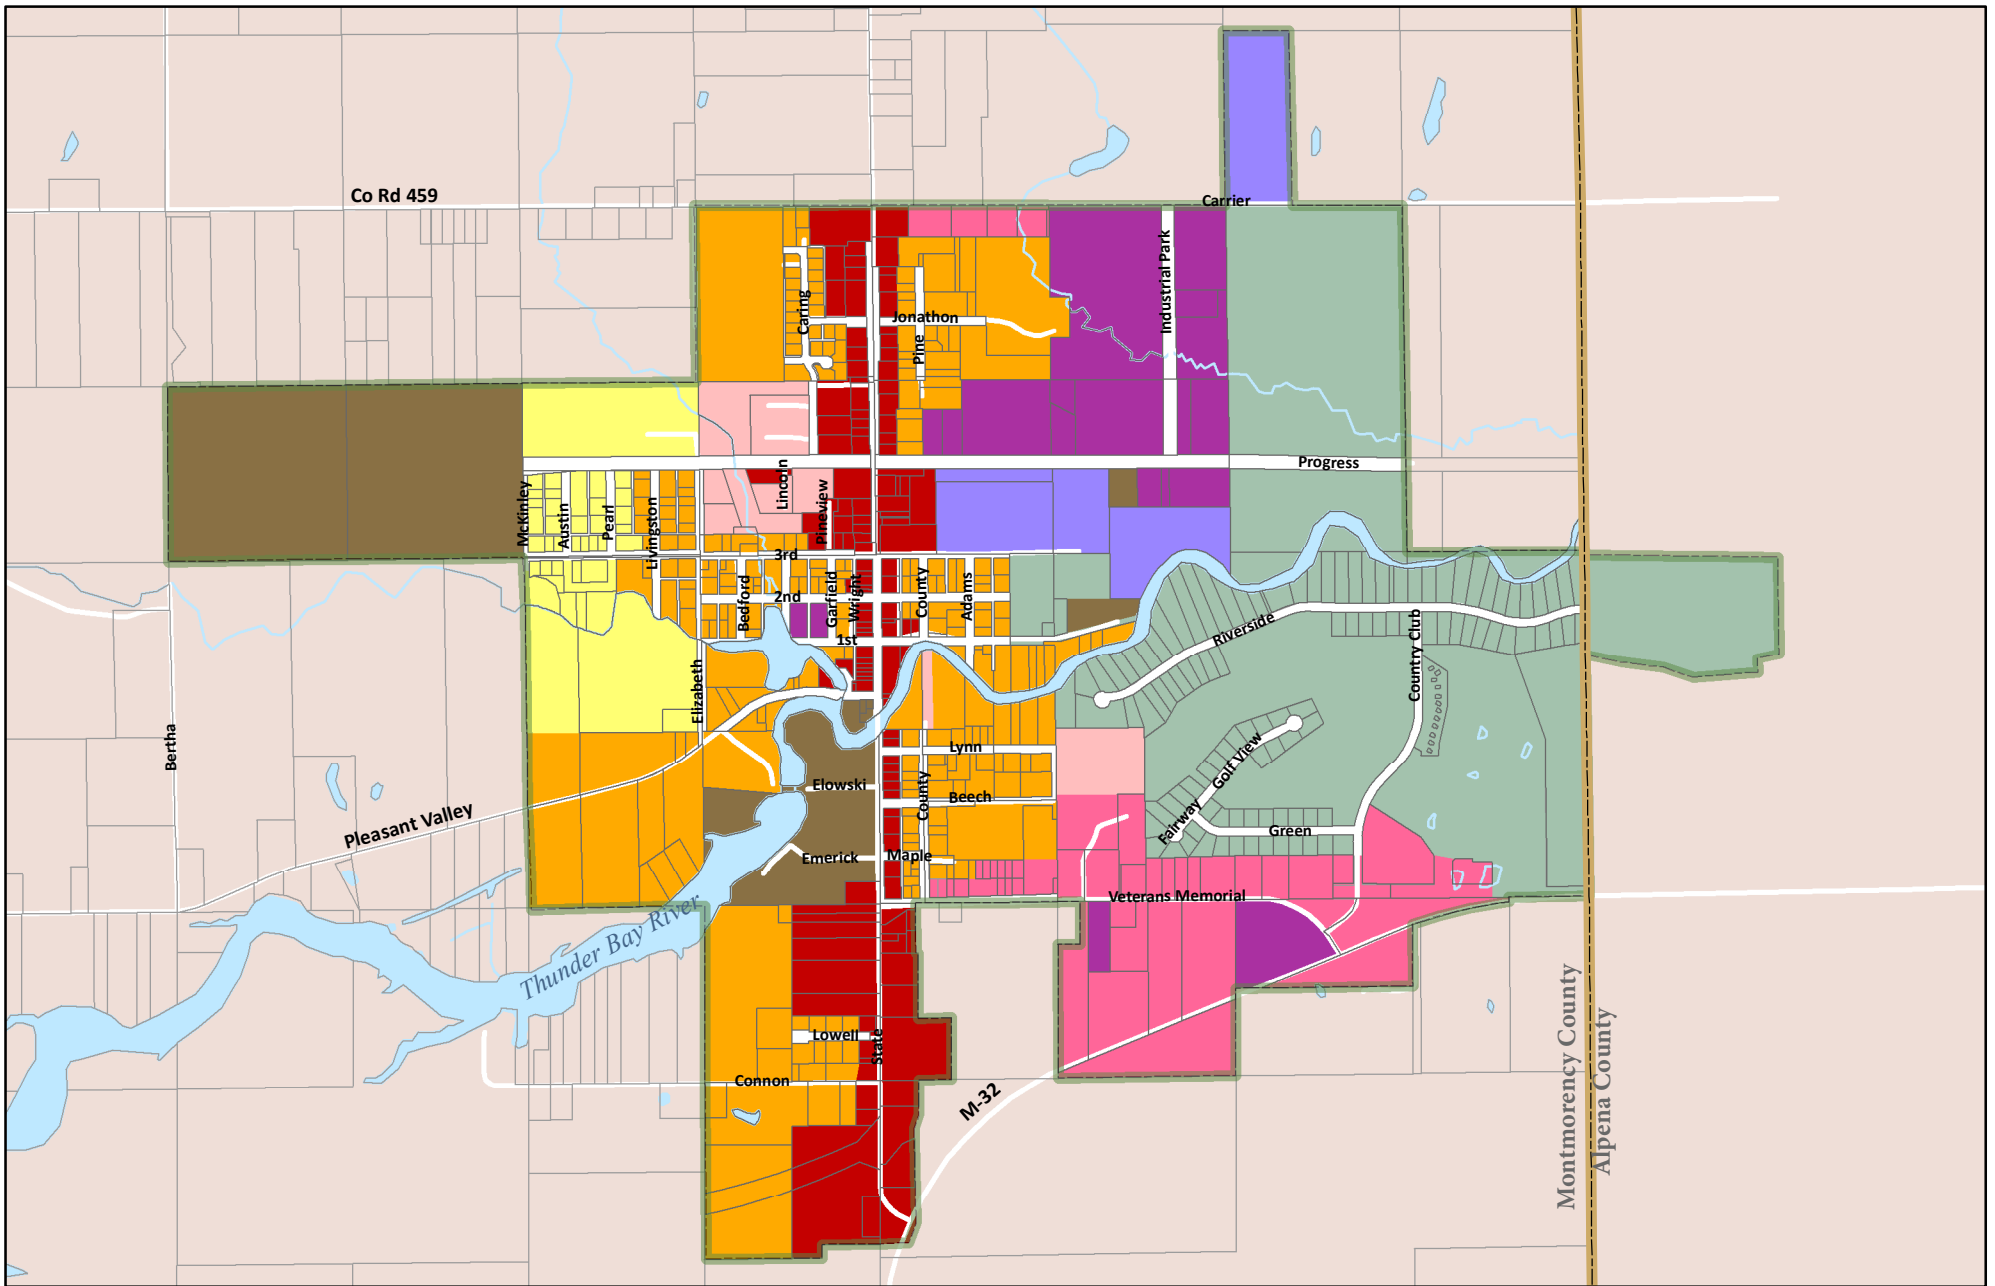 Co Rd 459
Carrier
Industrial Park
Caring
Jonathon
Pine
Progress
McKinley
Austin
Pearl
Livingston
Lincoln
Pineview
3rd
Bedford
2nd
Garfield
Wright
County
Adams
1st
Riverside
Country Club
Elizabeth
Bertha
Lynn
Golf View
Elowski
County
Beech
Pleasant Valley
Fairway
Green
Emerick
Maple
Veterans Memorial
Thunder Bay River
Lowell
State
Connon
M-32
Montmorency County
Alpena County